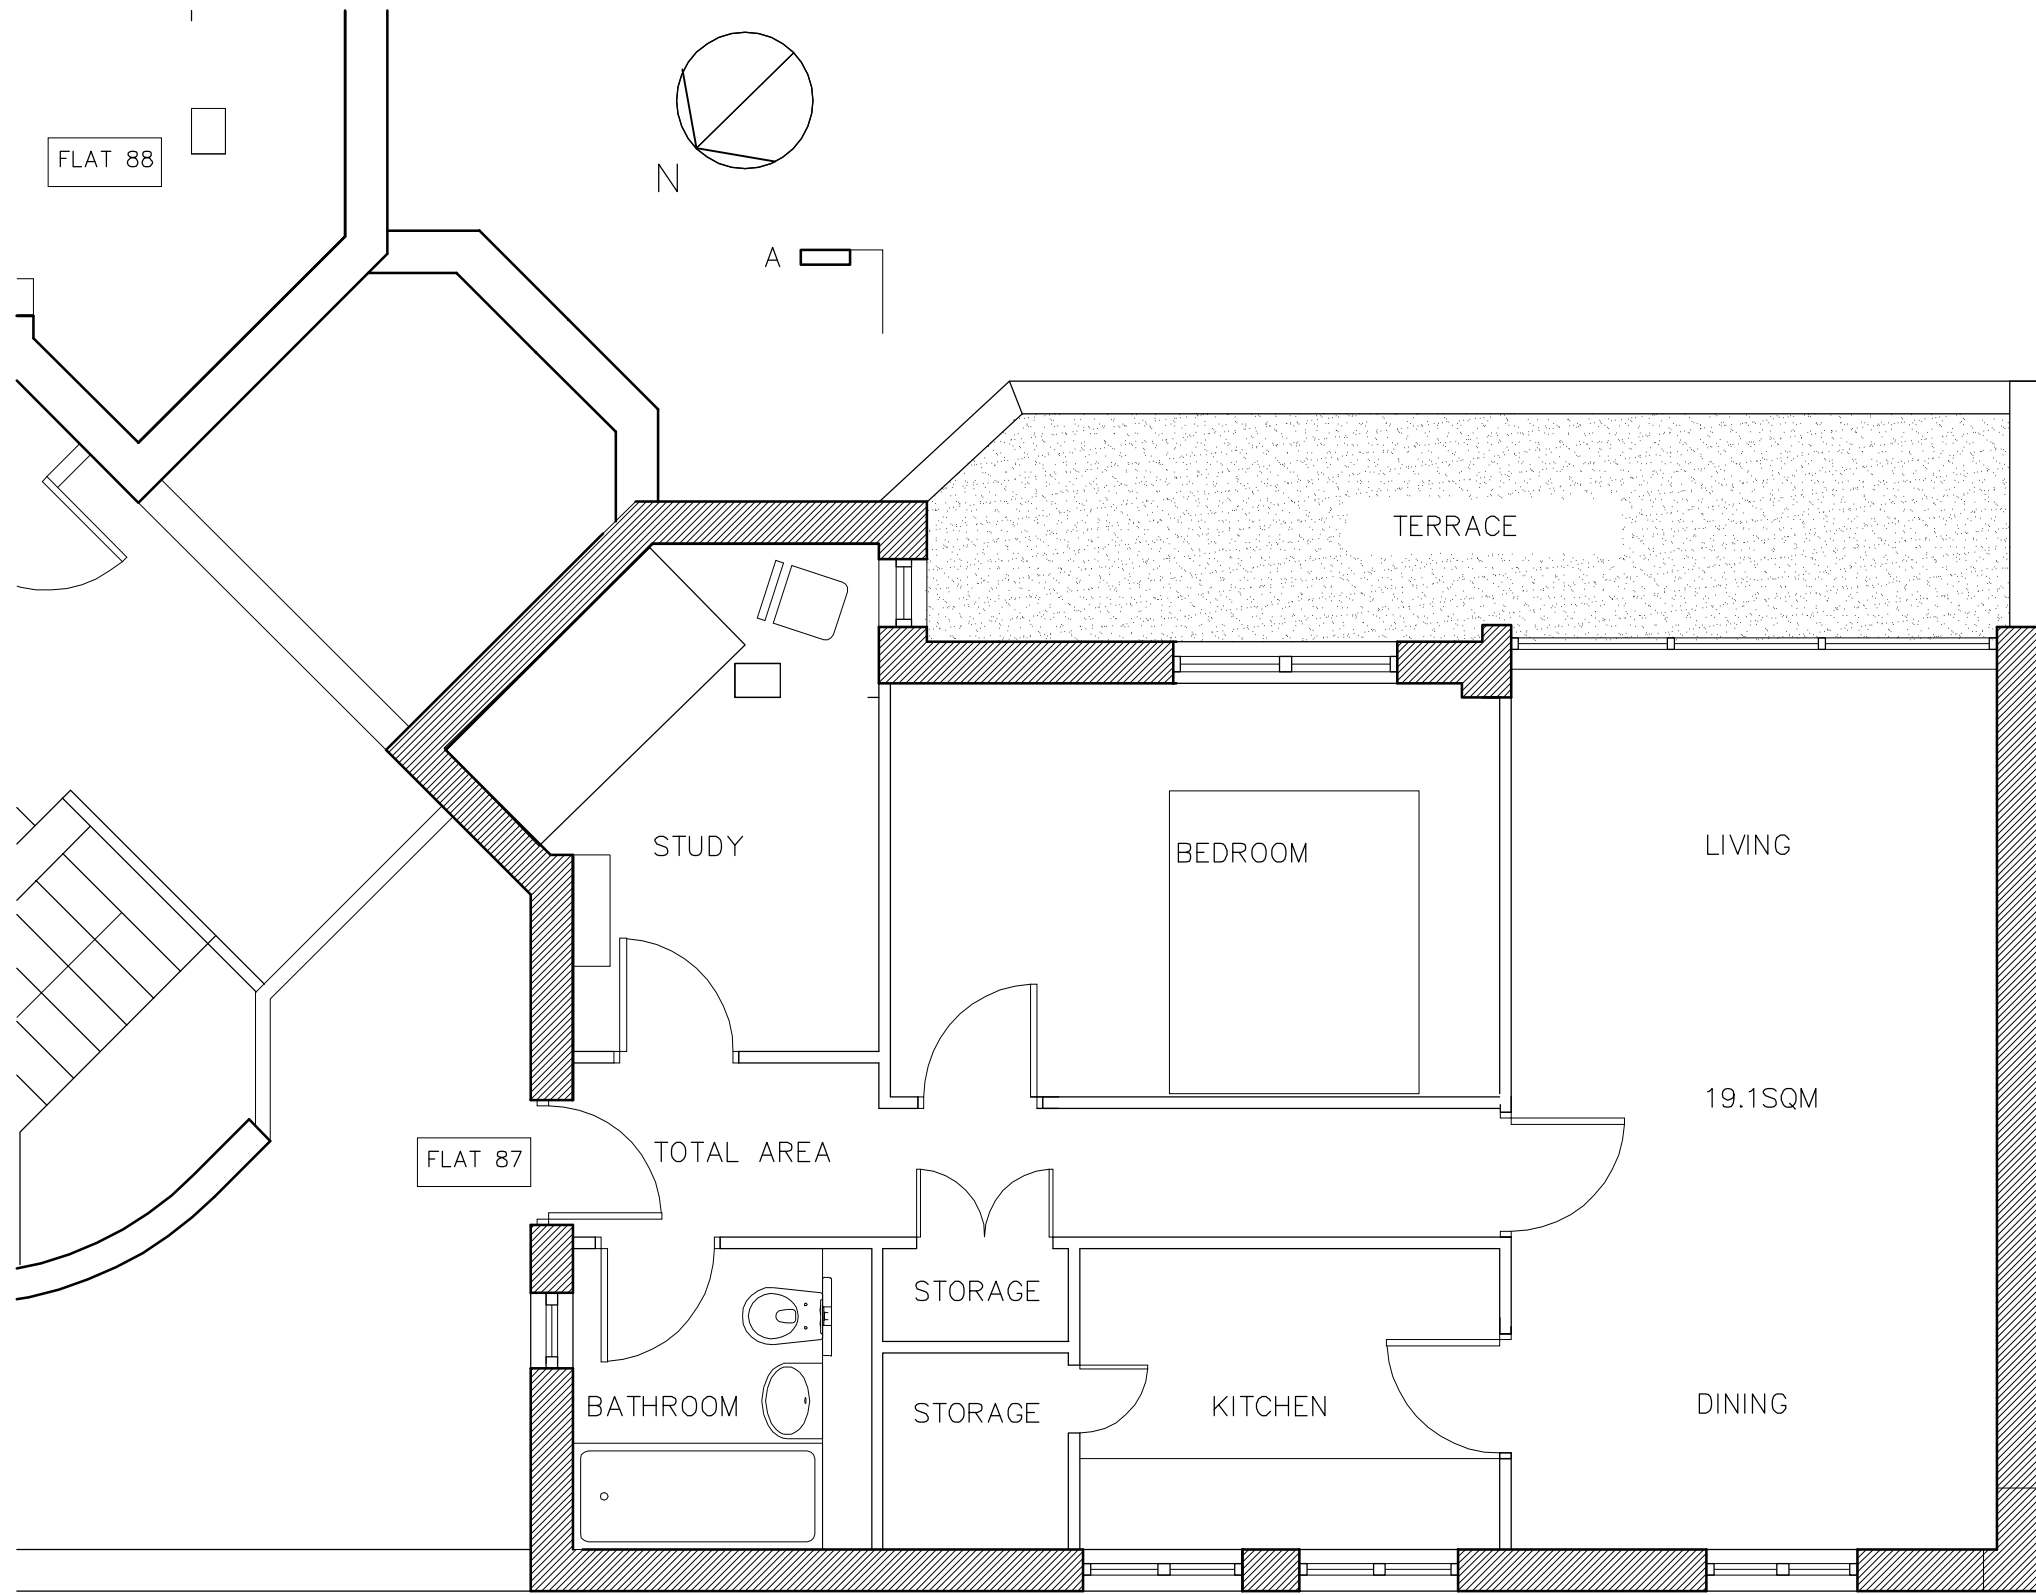 FLAT 88
N
A
TERRACE
STUDY
BEDROOM
LIVING
19.1SQM
TOTAL AREA
FLAT 87
STORAGE
BATHROOM
STORAGE
KITCHEN
DINING